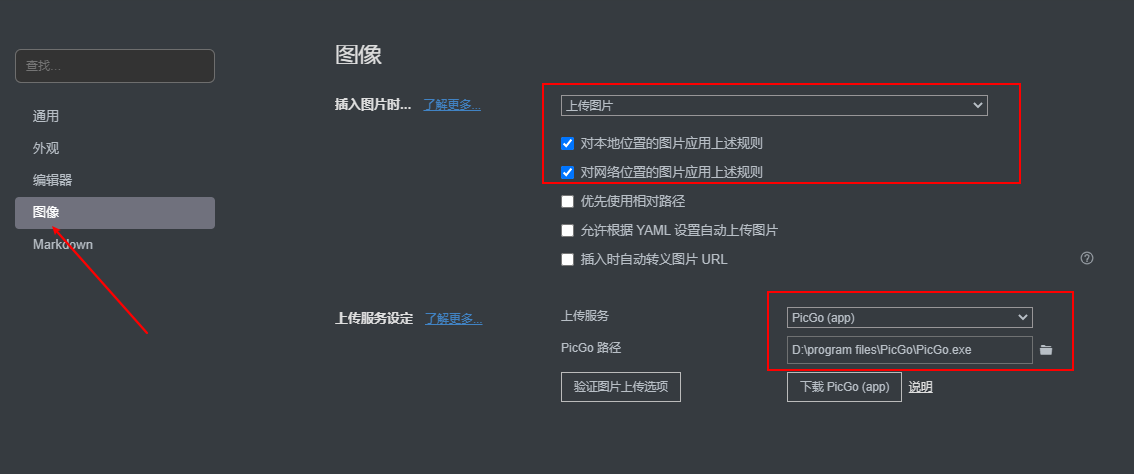 查找...
通用
外观
编辑器
图像
Markdown
图像
插入图片时... 了解更多...
上传图片
对本地位置的图片应用上述规则
对网络位置的图片应用上述规则
优先使用相对路径
允许根据 YAML 设置自动上传图片
插入时自动转义图片 URL
上传服务设定 了解更多...
上传服务 PicGo (app)
PicGo 路径 D:\program files\PicGo\PicGo.exe
验证图片上传选项 下载 PicGo (app) 说明